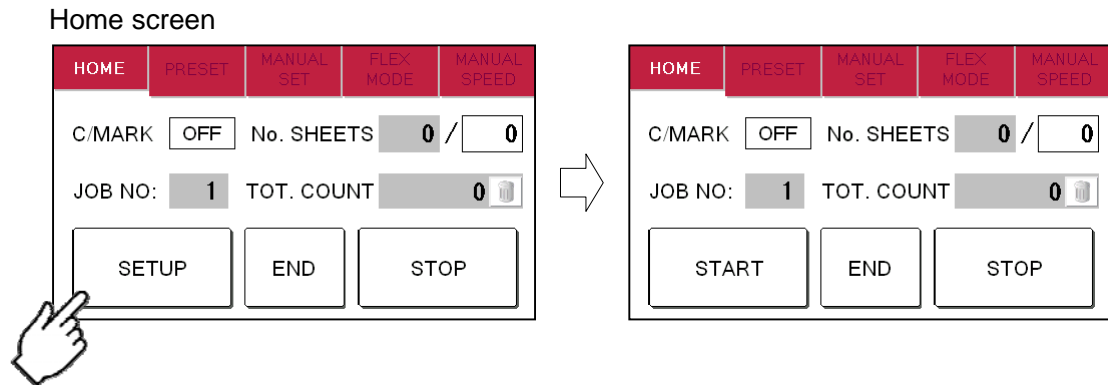 Home screen
HOME PRESET MANUAL SET FLEX MODE MANUAL SPEED
C/MARK OFF No. SHEETS 0 / 0
JOB NO: 1 TOT. COUNT 0
SETUP END STOP
HOME PRESET MANUAL SET FLEX MODE MANUAL SPEED
C/MARK OFF No. SHEETS 0 / 0
JOB NO: 1 TOT. COUNT 0
START END STOP